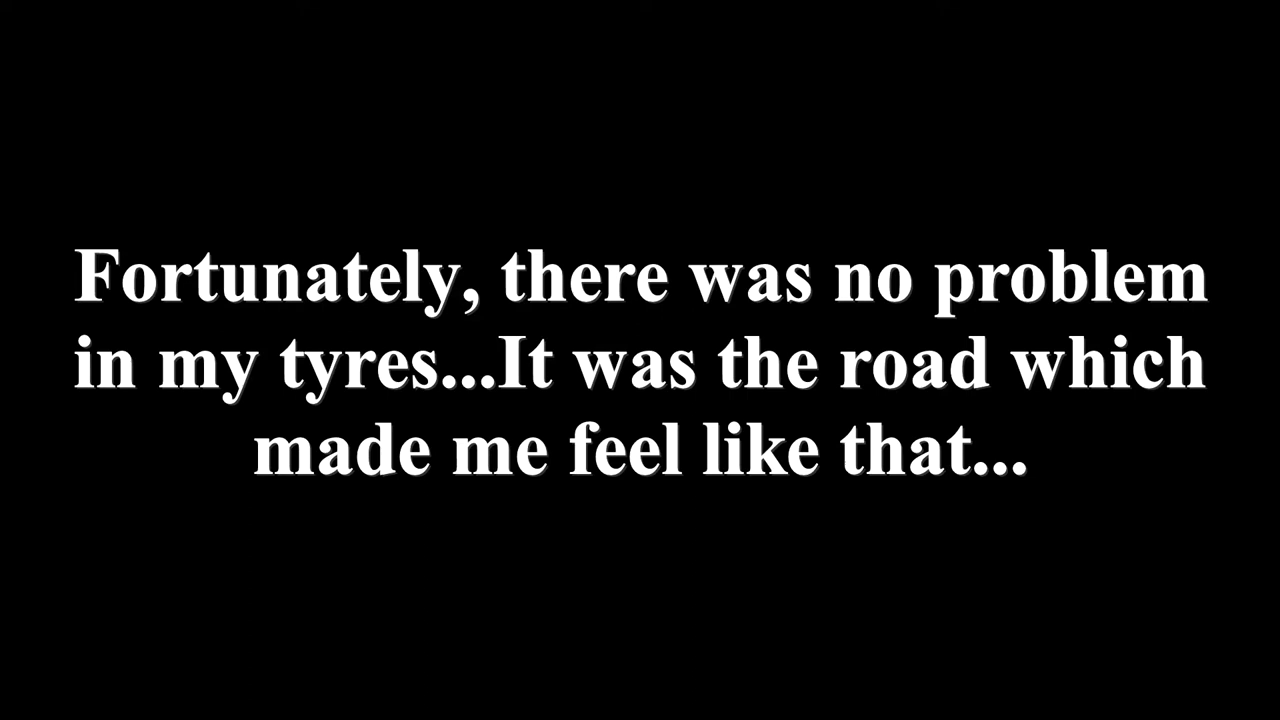 Fortunately, there was no problem
in my tyres...It was the road which
made me feel like that...